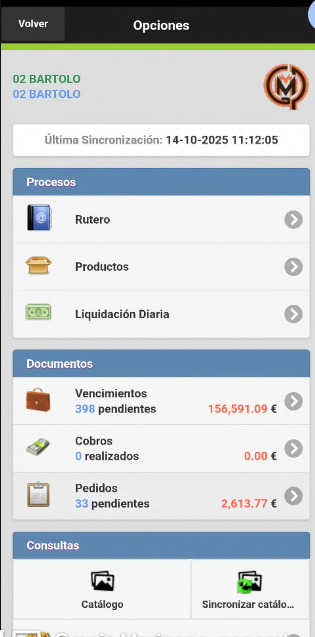 Volver
Opciones
02 BARTOLO
02 BARTOLO
Última Sincronización: 14-10-2025 11:12:05
Procesos
Rutero
Productos
Liquidación Diaria
Documentos
Vencimientos
398 pendientes 156,591.09 €
Cobros
0 realizados 0.00 €
Pedidos
33 pendientes 2,613.77 €
Consultas
Catálogo
Sincronizar catálo...